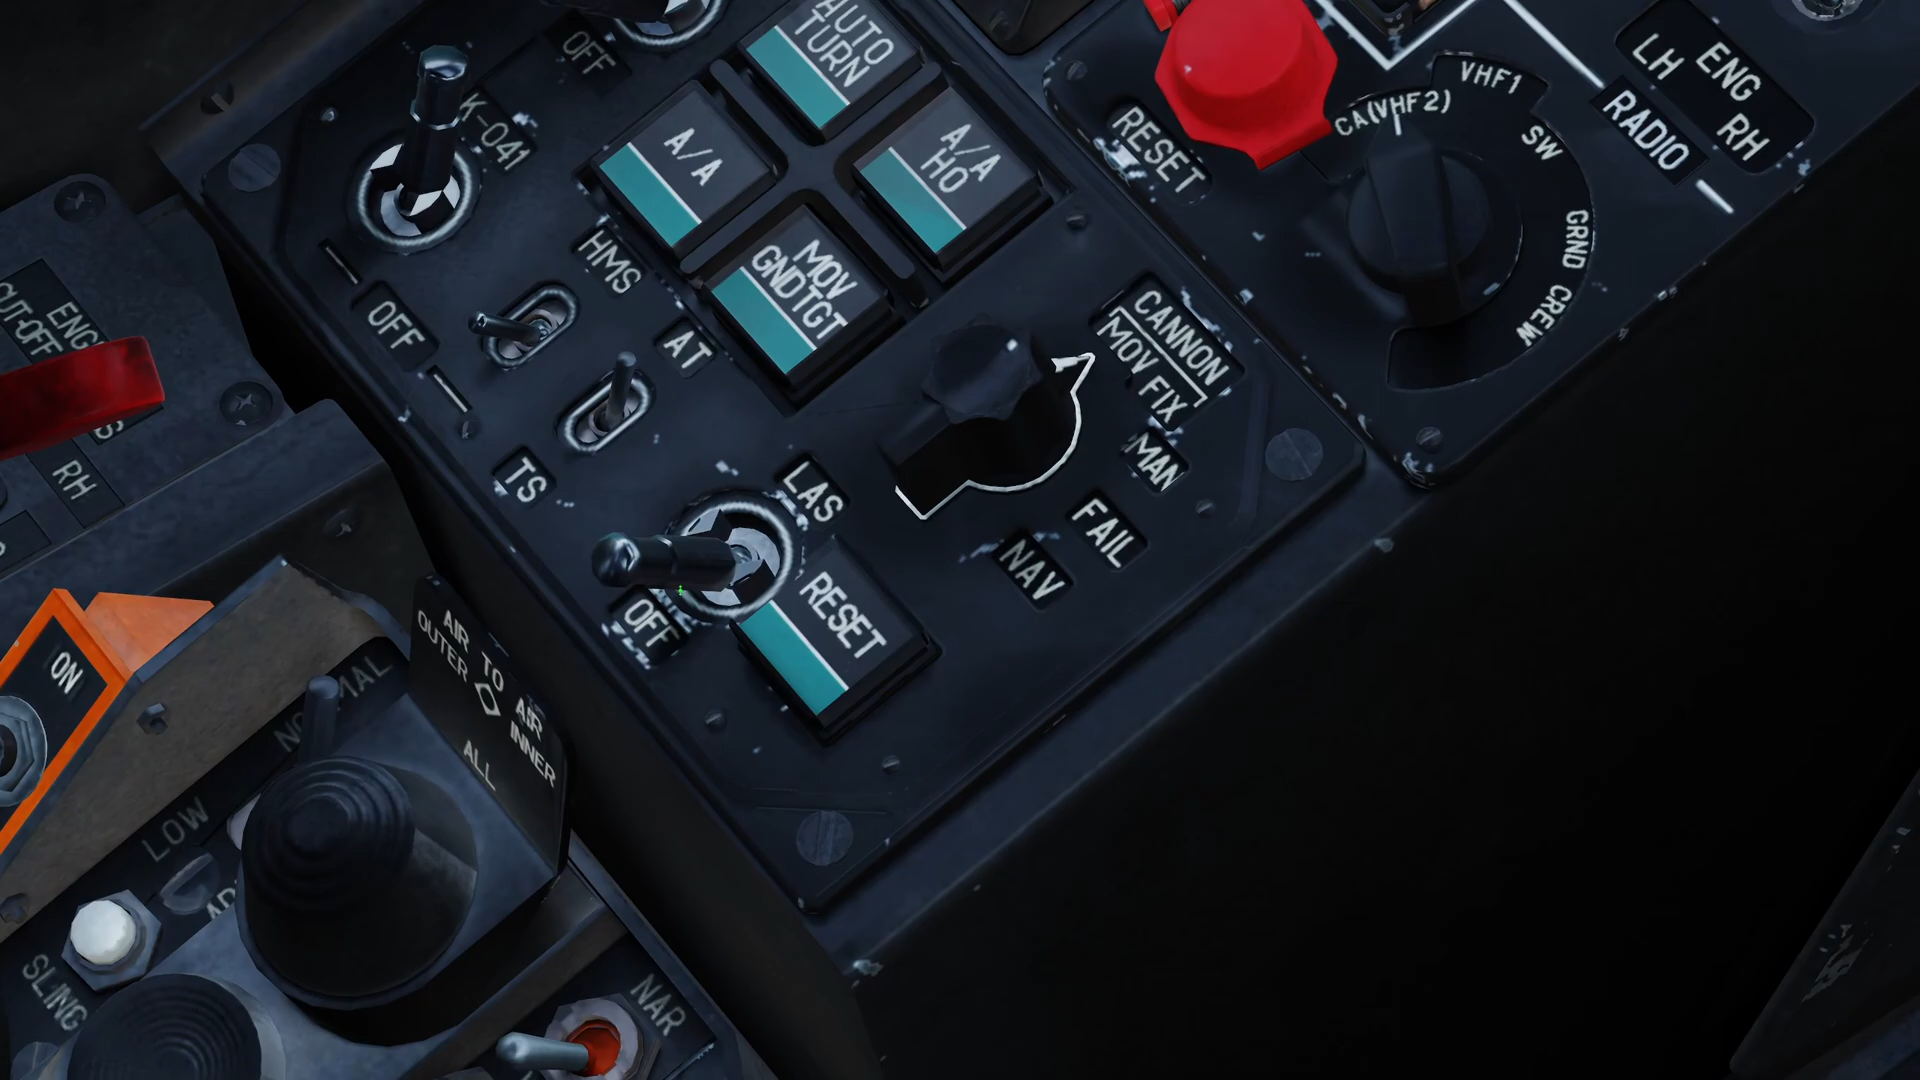 OFF
AUTO
TURN
K-041
A/A
A/A
HO
HMS
MOV
GNDTGT
OFF
AT
CANNON
MOV FIX
MAN
FAIL
NAV
TS
LAS
OFF
RESET
RESET
CA(VHF2)
VHF1
SW
GRND CREW
RADIO
LH ENG RH
ENG
CUT-OFF
RH
ON
AIR TO AIR
OUTER INNER
ALL
LOW
SLING
NAR